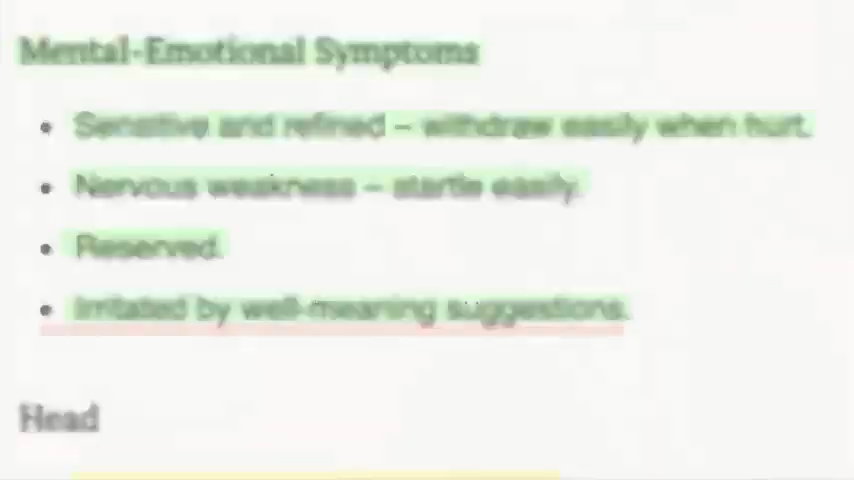 Mental-Emotional Symptoms
Sensitive and refined – withdraw easily when hurt.
Nervous weakness – startle easily.
Reserved.
Irritated by well-meaning suggestions.
Head